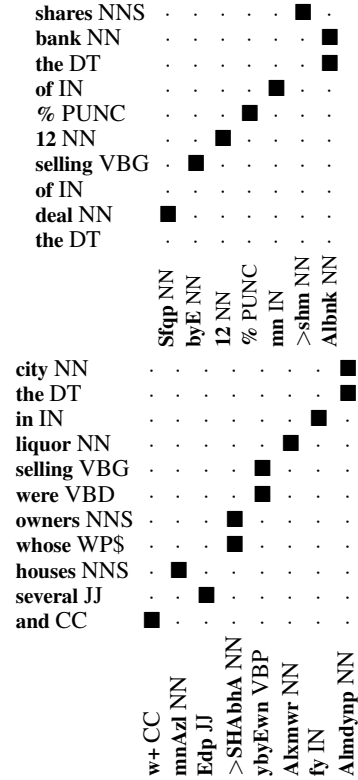 shares NNS
bank NN
the DT
of IN
% PUNC
12 NN
selling VBG
of IN
deal NN
the DT
Sfqp NN
byE NN
12 NN
% PUNC
mn IN
>shm NN
Albnk NN
city NN
the DT
in IN
liquor NN
selling VBG
were VBD
owners NNS
whose WP$
houses NNS
several JJ
and CC
w+ CC
mnAzl NN
Edp JJ
>SHAbhA NN
ybyEwn VBP
Alxmwr NN
fy IN
Almdynp NN